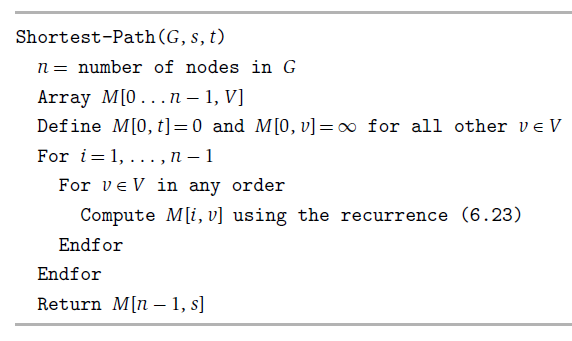 Shortest-Path(G, s, t)
n = number of nodes in G
Array M[0 . . . n − 1, V]
Define M[0, t] = 0 and M[0, v] = ∞ for all other v ∈ V
For i = 1, . . . , n − 1
For v ∈ V in any order
Compute M[i, v] using the recurrence (6.23)
Endfor
Endfor
Return M[n − 1, s]